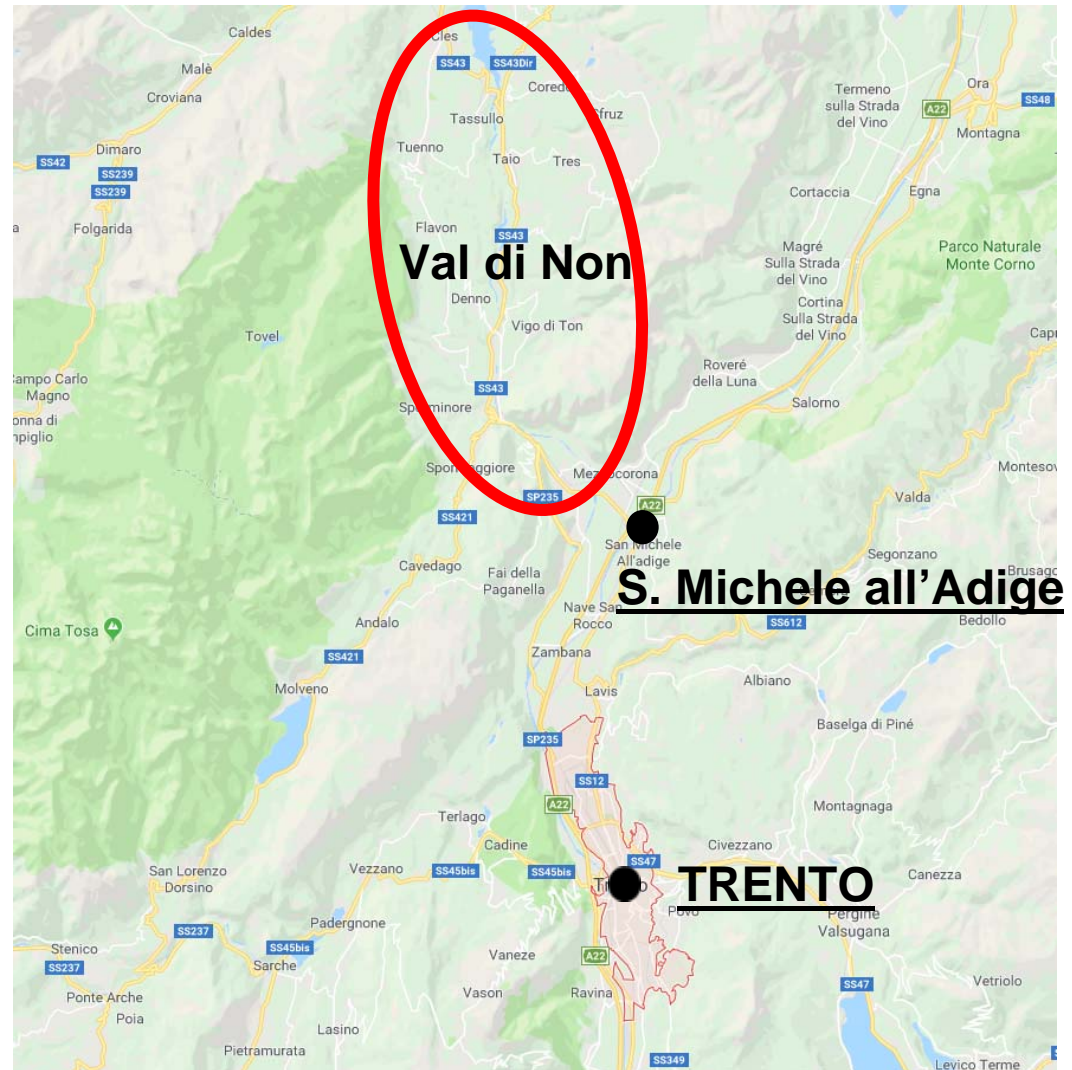 Caldes
Cles
Malè
SS43
SS43Dir
Croviana
Termeno
sulla Strada
del Vino
Ora
A22
SS48
Montagna
Tassullo
Tuenno
Dimaro
SS42
SS239
SS239
Taio
Tres
Cortaccia
Egna
Folgarida
Flavon
SS43
Val di Non
Magré
Sulla Strada
del Vino
Parco Naturale
Monte Corno
Denno
Cortina
Sulla Strada
del Vino
Vigo di Ton
Tovel
Roveré
della Luna
Campo Carlo
Magno
SS43
Salorno
Sporminore
Sponaggiore
Mezzocorona
SP235
A22
Valda
SS421
San Michele
All'adige
Segonzano
Cavedago
Fai della
Paganella
S. Michele all’Adige
Nave San
Rocco
SS612
Bedollo
Cima Tosa
Andalo
Zambana
SS421
Albiano
Molveno
Lavis
Baselga di Piné
SP235
SS12
A22
Montagnaga
Terlago
Cadine
Civezzano
San Lorenzo
Dorsino
Vezzano
SS45bis
SS45bis
SS47
Canezza
TRENTO
Povo
Pergine
Valsugana
Padergnone
SS237
Stenico
SS45bis
Sarche
SS237
Vaneze
A22
Vetriolo
SS47
Ponte Arche
Poia
Vason
Ravina
Lasino
Pietramurata
SS349
Levico Terme